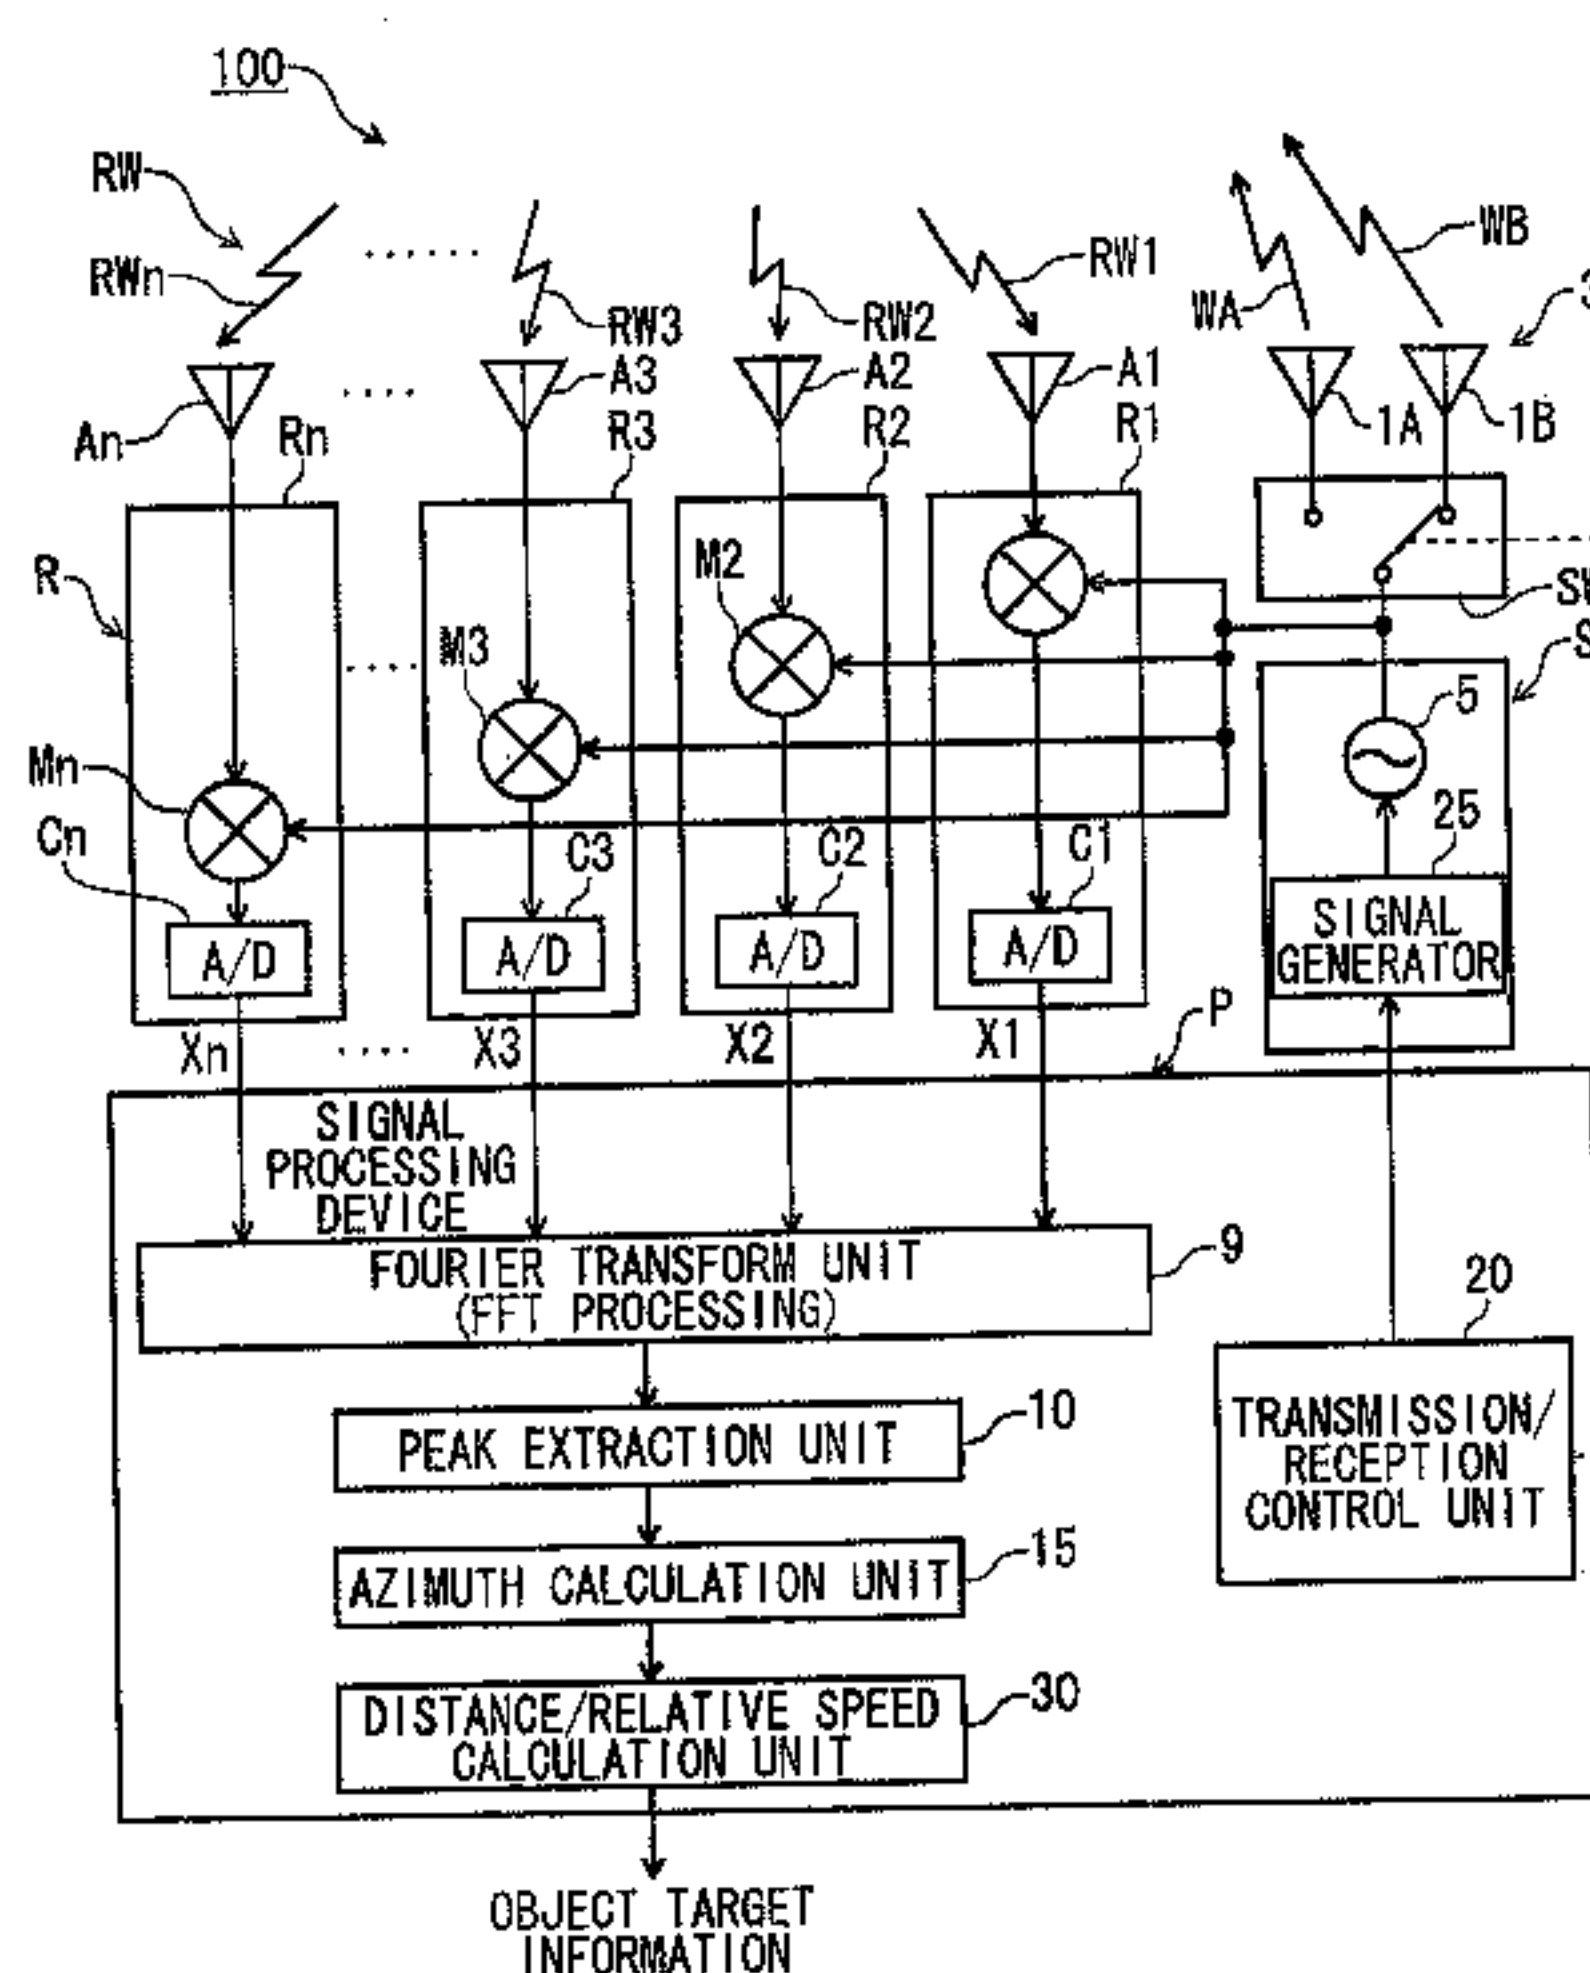 100
RW
RWn
RW3
RW2
RW1
WA
WB
3
An
A3
A2
A1
1A
1B
Rn
R3
R2
R1
R
M2
M3
Mn
SW
S
5
25
Cn
C3
C2
C1
A/D
A/D
A/D
A/D
SIGNAL
GENERATOR
Xn
X3
X2
X1
P
SIGNAL
PROCESSING
DEVICE
FOURIER TRANSFORM UNIT
(FFT PROCESSING)
9
20
PEAK EXTRACTION UNIT
10
TRANSMISSION/
RECEPTION
CONTROL UNIT
AZIMUTH CALCULATION UNIT
15
DISTANCE/RELATIVE SPEED
CALCULATION UNIT
30
OBJECT TARGET
INFORMATION